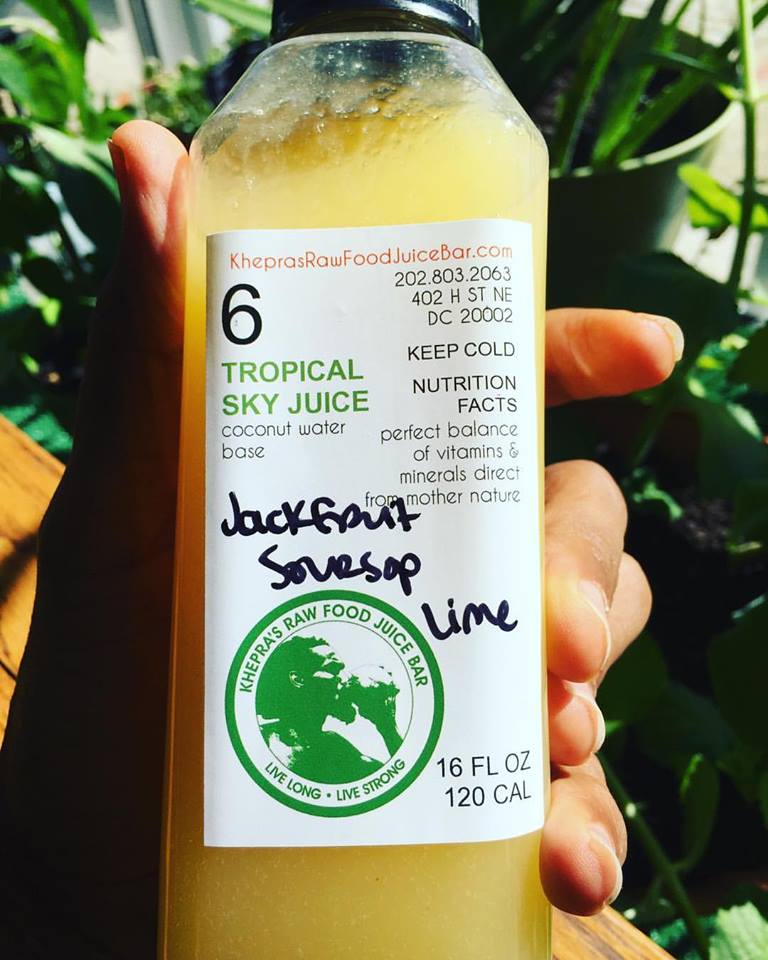 KheprasRawFoodJuiceBar.com
6
202.803.2063
402 H ST NE
DC 20002
KEEP COLD
TROPICAL
SKY JUICE
coconut water
base
NUTRITION
FACTS
perfect balance
of vitamins &
minerals direct
from mother nature
Jackfruit
Soursop
Lime
KHEPRA'S RAW FOOD JUICE BAR
LIVE LONG • LIVE STRONG
16 FL OZ
120 CAL